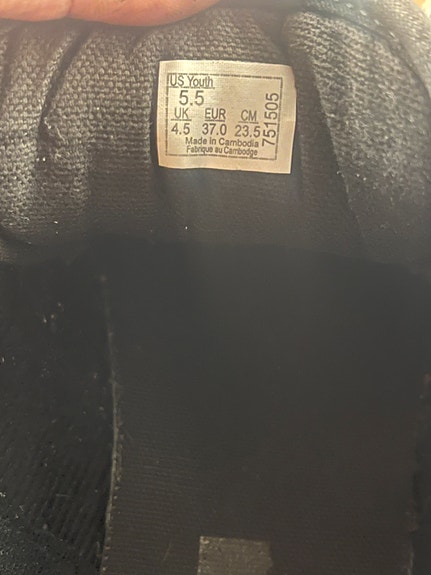 US Youth
5.5
UK EUR CM
4.5 37.0 23.5
Made in Cambodia
Fabrique au Cambodge
751505